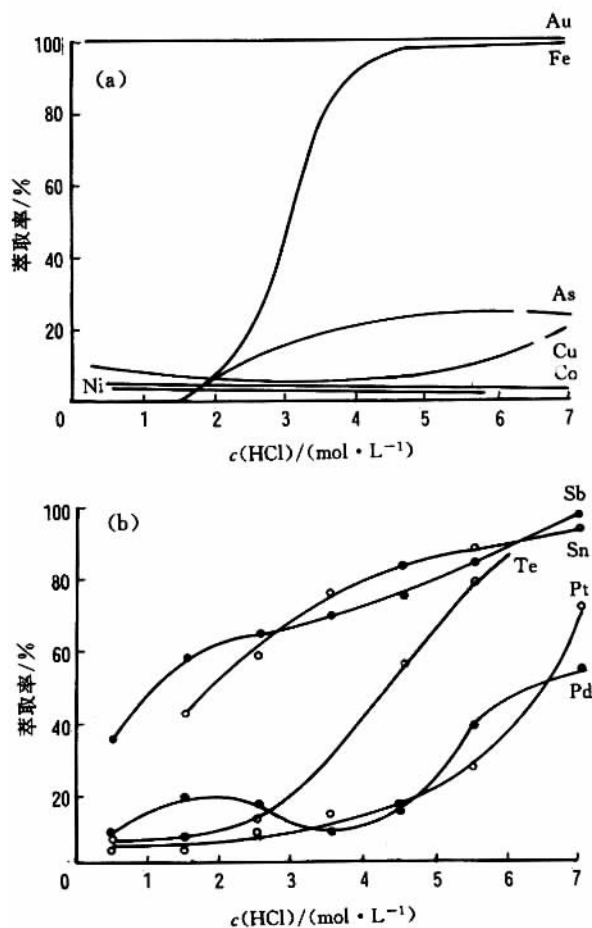 (a)
Au
Fe
As
Cu
Co
Ni
萃取率/%
100
80
60
40
20
0
1
2
3
4
5
6
7
c(HCl)/(mol·L⁻¹)
(b)
Sb
Sn
Te
Pt
Pd
萃取率/%
100
80
60
40
20
0
1
2
3
4
5
6
7
c(HCl)/(mol·L⁻¹)